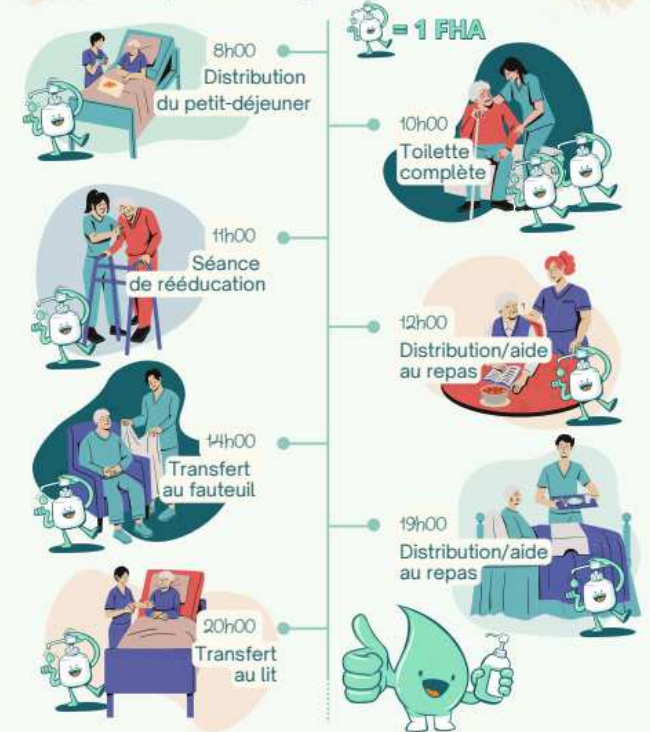 = 1 FHA
8h00
Distribution
du petit-déjeuner
10h00
Toilette
complète
11h00
Séance
de rééducation
12h00
Distribution/aide
au repas
14h00
Transfert
au fauteuil
19h00
Distribution/aide
au repas
20h00
Transfert
au lit